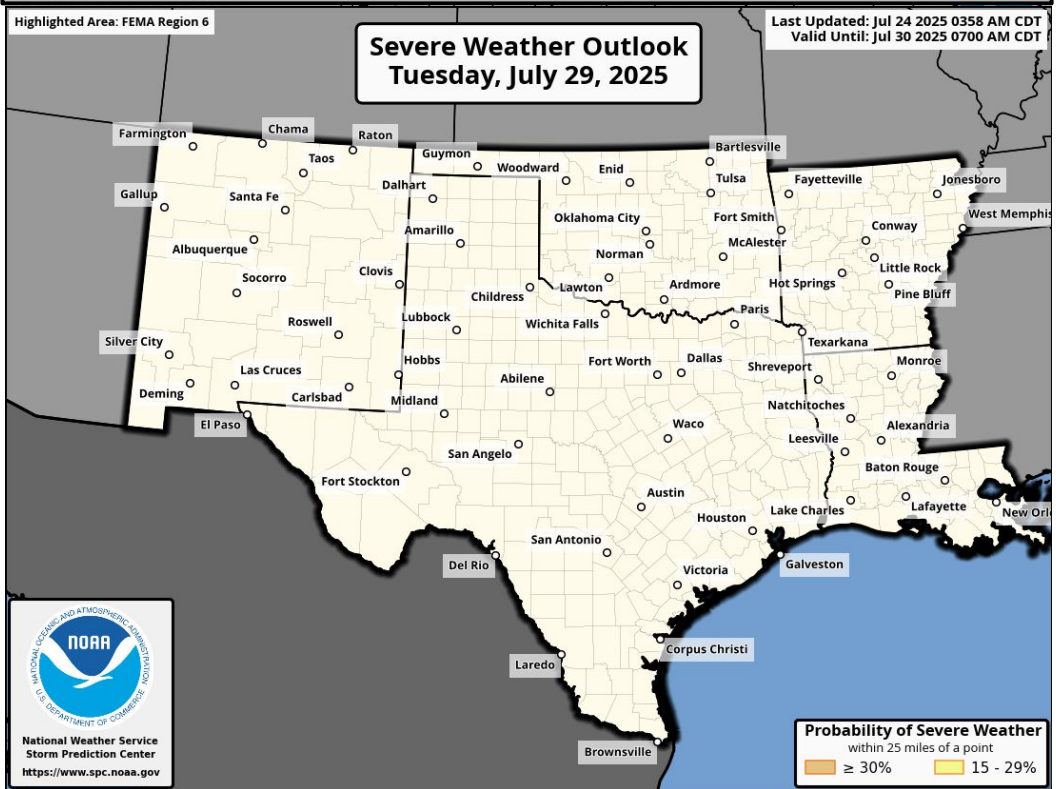 Highlighted Area: FEMA Region 6
Severe Weather Outlook
Tuesday, July 29, 2025
Last Updated: Jul 24 2025 0358 AM CDT
Valid Until: Jul 30 2025 0700 AM CDT
Farmington
Chama
Raton
Taos
Guymon
Woodward
Enid
Bartlesville
Tulsa
Fayetteville
Jonesboro
Gallup
Santa Fe
Dalhart
Oklahoma City
Fort Smith
West Memphis
Albuquerque
Amarillo
Norman
McAlester
Conway
Socorro
Clovis
Childress
Lawton
Ardmore
Hot Springs
Little Rock
Pine Bluff
Roswell
Lubbock
Wichita Falls
Paris
Texarkana
Silver City
Las Cruces
Hobbs
Fort Worth
Dallas
Shreveport
Monroe
Deming
Carlsbad
Midland
Abilene
Natchitoches
El Paso
San Angelo
Waco
Leesville
Alexandria
Fort Stockton
Austin
Baton Rouge
Houston
Lake Charles
Lafayette
New Orl
Del Rio
San Antonio
Victoria
Galveston
Laredo
Corpus Christi
Brownsville
NATIONAL OCEANIC AND ATMOSPHERIC ADMINISTRATION
NOAA
U.S. DEPARTMENT OF COMMERCE
National Weather Service
Storm Prediction Center
https://www.spc.noaa.gov
Probability of Severe Weather
within 25 miles of a point
≥ 30%
15 - 29%